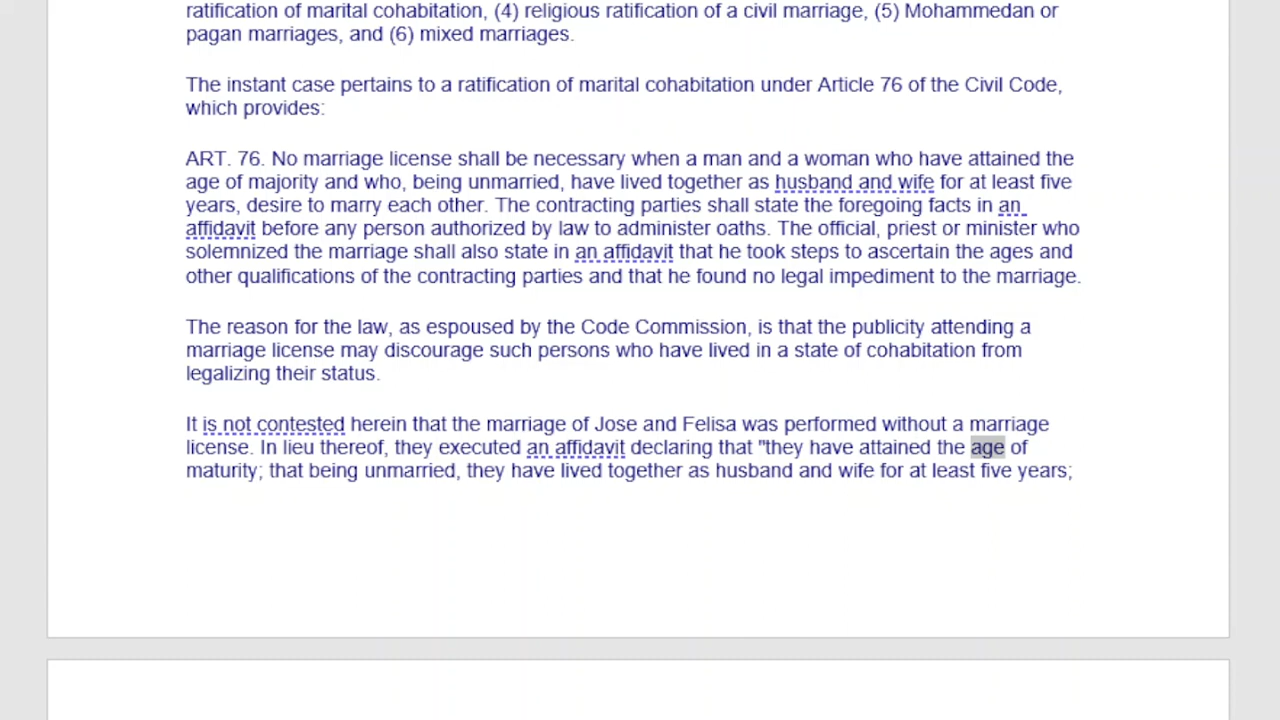 ratification of marital cohabitation, (4) religious ratification of a civil marriage, (5) Mohammedan or
pagan marriages, and (6) mixed marriages.
The instant case pertains to a ratification of marital cohabitation under Article 76 of the Civil Code,
which provides:
ART. 76. No marriage license shall be necessary when a man and a woman who have attained the
age of majority and who, being unmarried, have lived together as husband and wife for at least five
years, desire to marry each other. The contracting parties shall state the foregoing facts in an
affidavit before any person authorized by law to administer oaths. The official, priest or minister who
solemnized the marriage shall also state in an affidavit that he took steps to ascertain the ages and
other qualifications of the contracting parties and that he found no legal impediment to the marriage.
The reason for the law, as espoused by the Code Commission, is that the publicity attending a
marriage license may discourage such persons who have lived in a state of cohabitation from
legalizing their status.
It is not contested herein that the marriage of Jose and Felisa was performed without a marriage
license. In lieu thereof, they executed an affidavit declaring that "they have attained the age of
maturity; that being unmarried, they have lived together as husband and wife for at least five years;